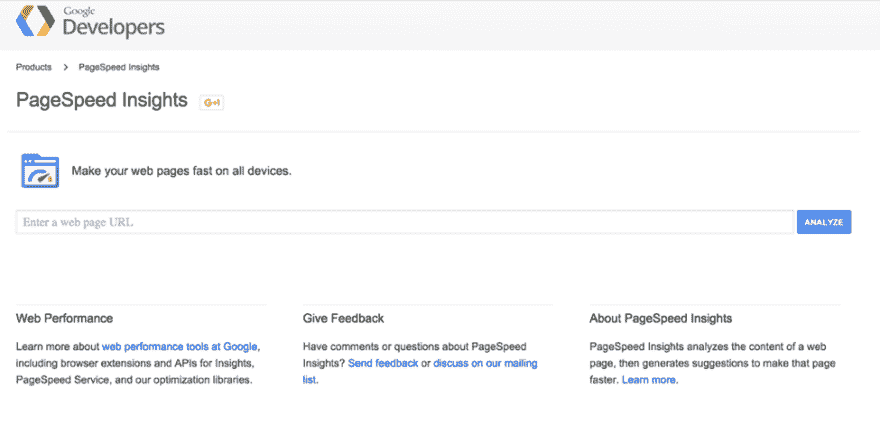 Google
Developers
Products > PageSpeed Insights
PageSpeed Insights G+1
Make your web pages fast on all devices.
Enter a web page URL
ANALYZE
Web Performance
Learn more about web performance tools at Google,
including browser extensions and APIs for Insights,
PageSpeed Service, and our optimization libraries.
Give Feedback
Have comments or questions about PageSpeed
Insights? Send feedback or discuss on our mailing
list.
About PageSpeed Insights
PageSpeed Insights analyzes the content of a web
page, then generates suggestions to make that page
faster. Learn more.